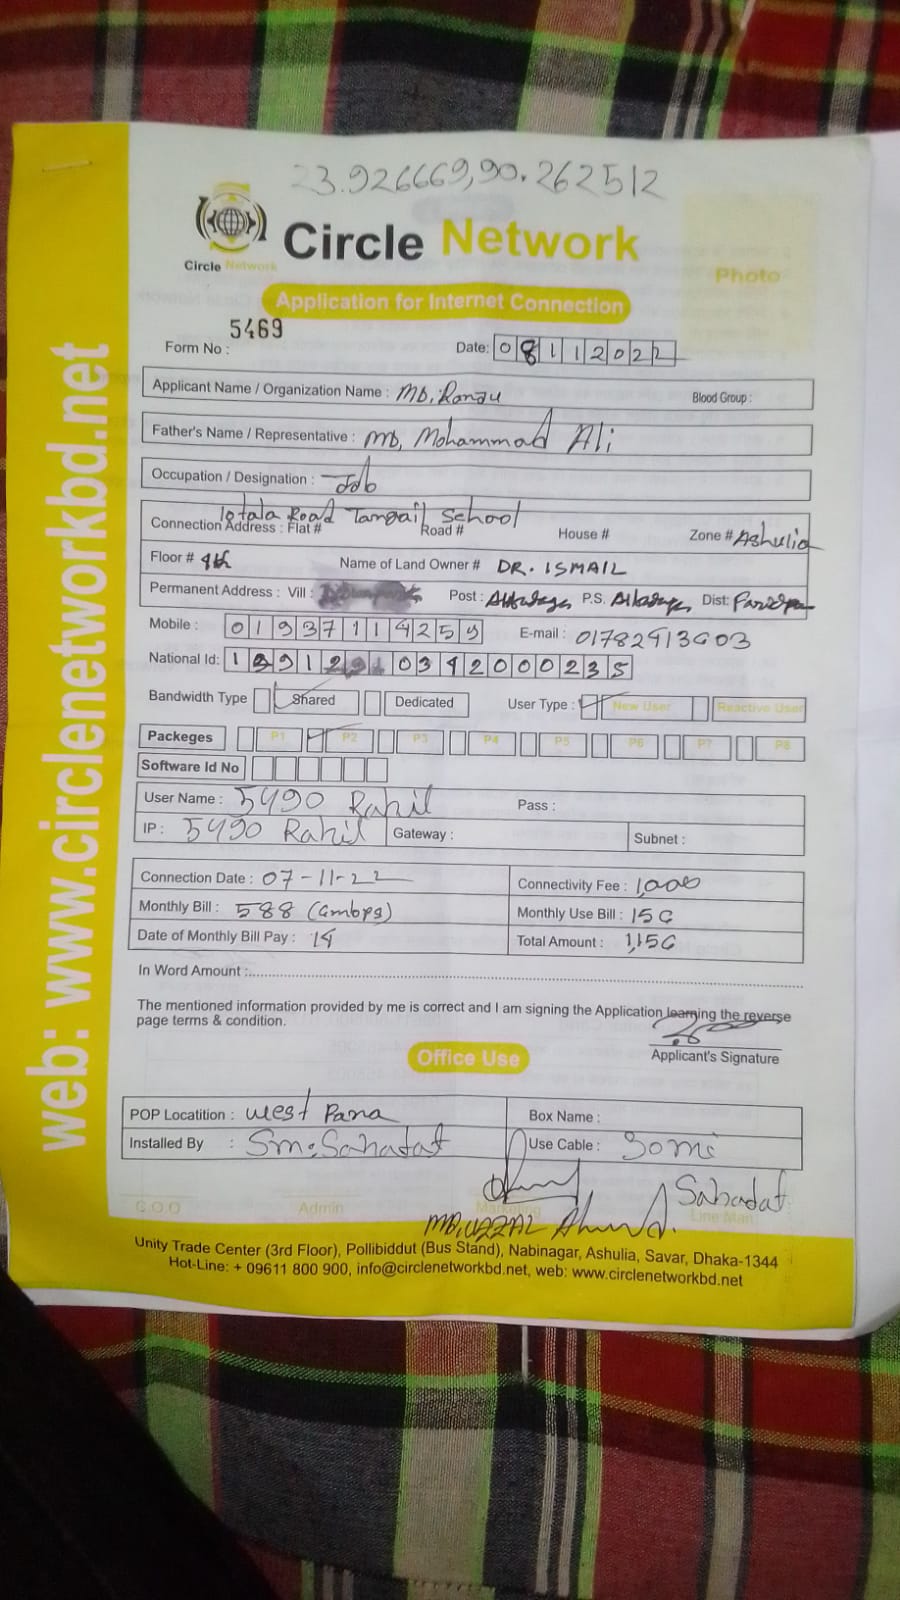 23.926669,90.262512
Circle Network
Circle Network
Photo
Application for Internet Connection
5469
Form No :
Date: 08112022
Applicant Name / Organization Name : MD. Ranju
Blood Group :
Father's Name / Representative : MD, Mohammad Ali
Occupation / Designation : Job
Road Tangail School
Connection Address : Flat # Road # House # Zone # Ashulia
Floor # 4th Name of Land Owner # DR. ISMAIL
Permanent Address : Vill : Post : P.S. Dist:
Mobile : 01937114259 E-mail : 01782913003
National Id:
Bandwidth Type Shared Dedicated User Type : New User Reactive User
Packeges P1 P2 P3 P4 P5 P6 P7 P8
Software Id No
User Name : 5490 Rahil Pass :
IP : 5490 Rahil Gateway : Subnet :
Connection Date : 07-11-22 Connectivity Fee : 1,000
Monthly Bill : 588 Monthly Use Bill :
Date of Monthly Bill Pay : 14 Total Amount :
In Word Amount :
The mentioned information provided by me is correct and I am signing the Application learning the reverse
page terms & condition.
Applicant's Signature
Office Use
POP Locatition : west Para Box Name :
Installed By : Sm: Sahadat Use Cable :
Sahadat
C.O.O Admin Marketing Line Man
MD. UZZAL
Unity Trade Center (3rd Floor), Pollibiddut (Bus Stand), Nabinagar, Ashulia, Savar, Dhaka-1344
Hot-Line: + 09611 800 900, info@circlenetworkbd.net, web: www.circlenetworkbd.net
web: www.circlenetworkbd.net